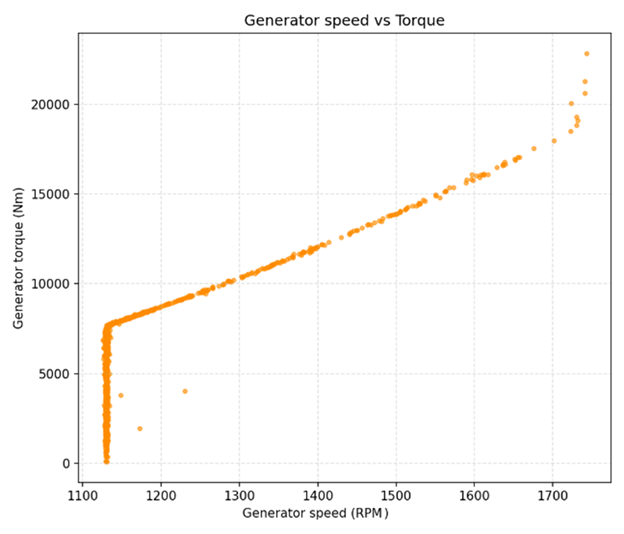 Generator speed vs Torque
20000
15000
10000
5000
0
Generator torque (Nm)
1100 1200 1300 1400 1500 1600 1700
Generator speed (RPM)